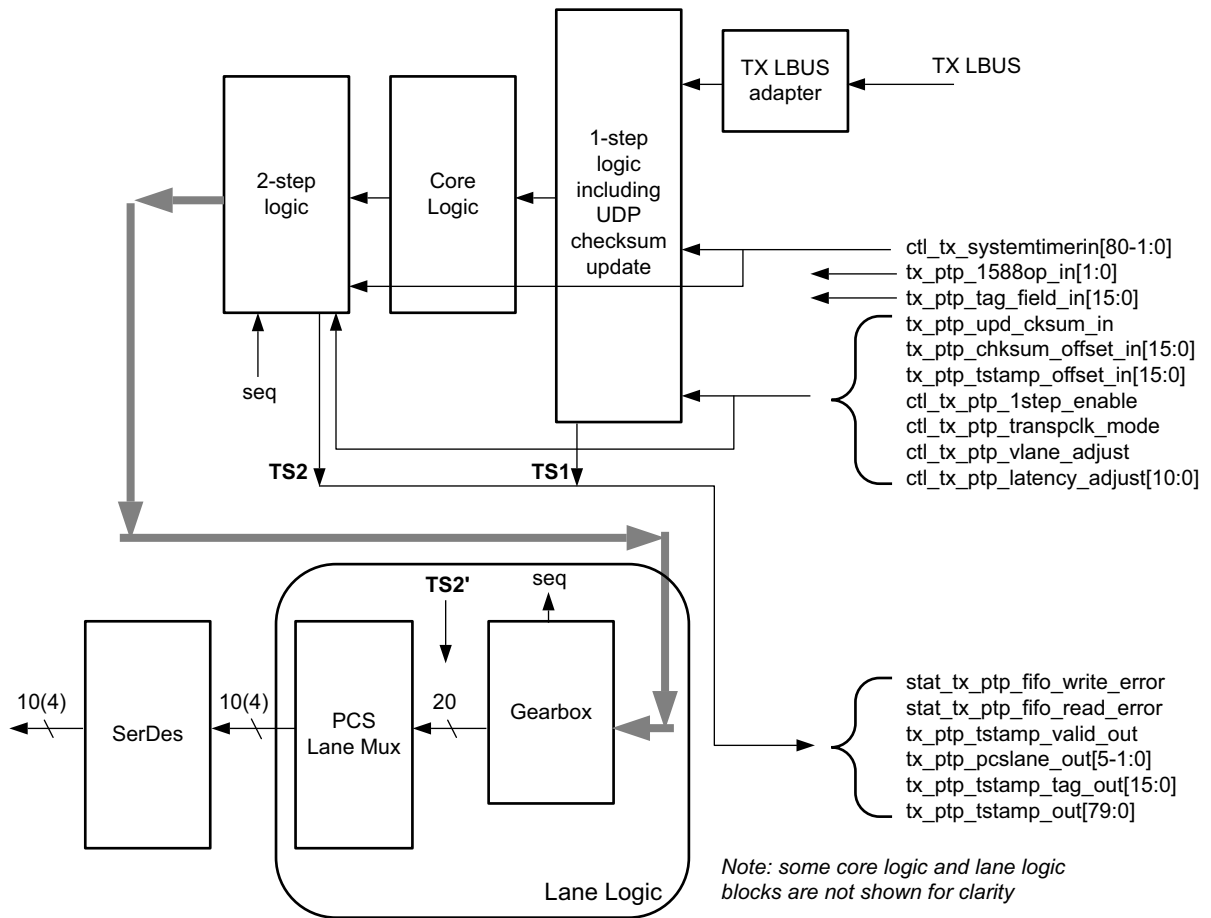 TX LBUS
adapter
TX LBUS
1-step
logic
including
UDP
checksum
update
Core
Logic
2-step
logic
seq
TS2
TS1
ctl_tx_systemtimerin[80-1:0]
tx_ptp_1588op_in[1:0]
tx_ptp_tag_field_in[15:0]
tx_ptp_upd_cksum_in
tx_ptp_chksum_offset_in[15:0]
tx_ptp_tstamp_offset_in[15:0]
ctl_tx_ptp_1step_enable
ctl_tx_ptp_transpclk_mode
ctl_tx_ptp_vlane_adjust
ctl_tx_ptp_latency_adjust[10:0]
TS2'
seq
10(4)
SerDes
10(4)
PCS
Lane Mux
20
Gearbox
Lane Logic
stat_tx_ptp_fifo_write_error
stat_tx_ptp_fifo_read_error
tx_ptp_tstamp_valid_out
tx_ptp_pcslane_out[5-1:0]
tx_ptp_tstamp_tag_out[15:0]
tx_ptp_tstamp_out[79:0]
Note: some core logic and lane logic
blocks are not shown for clarity